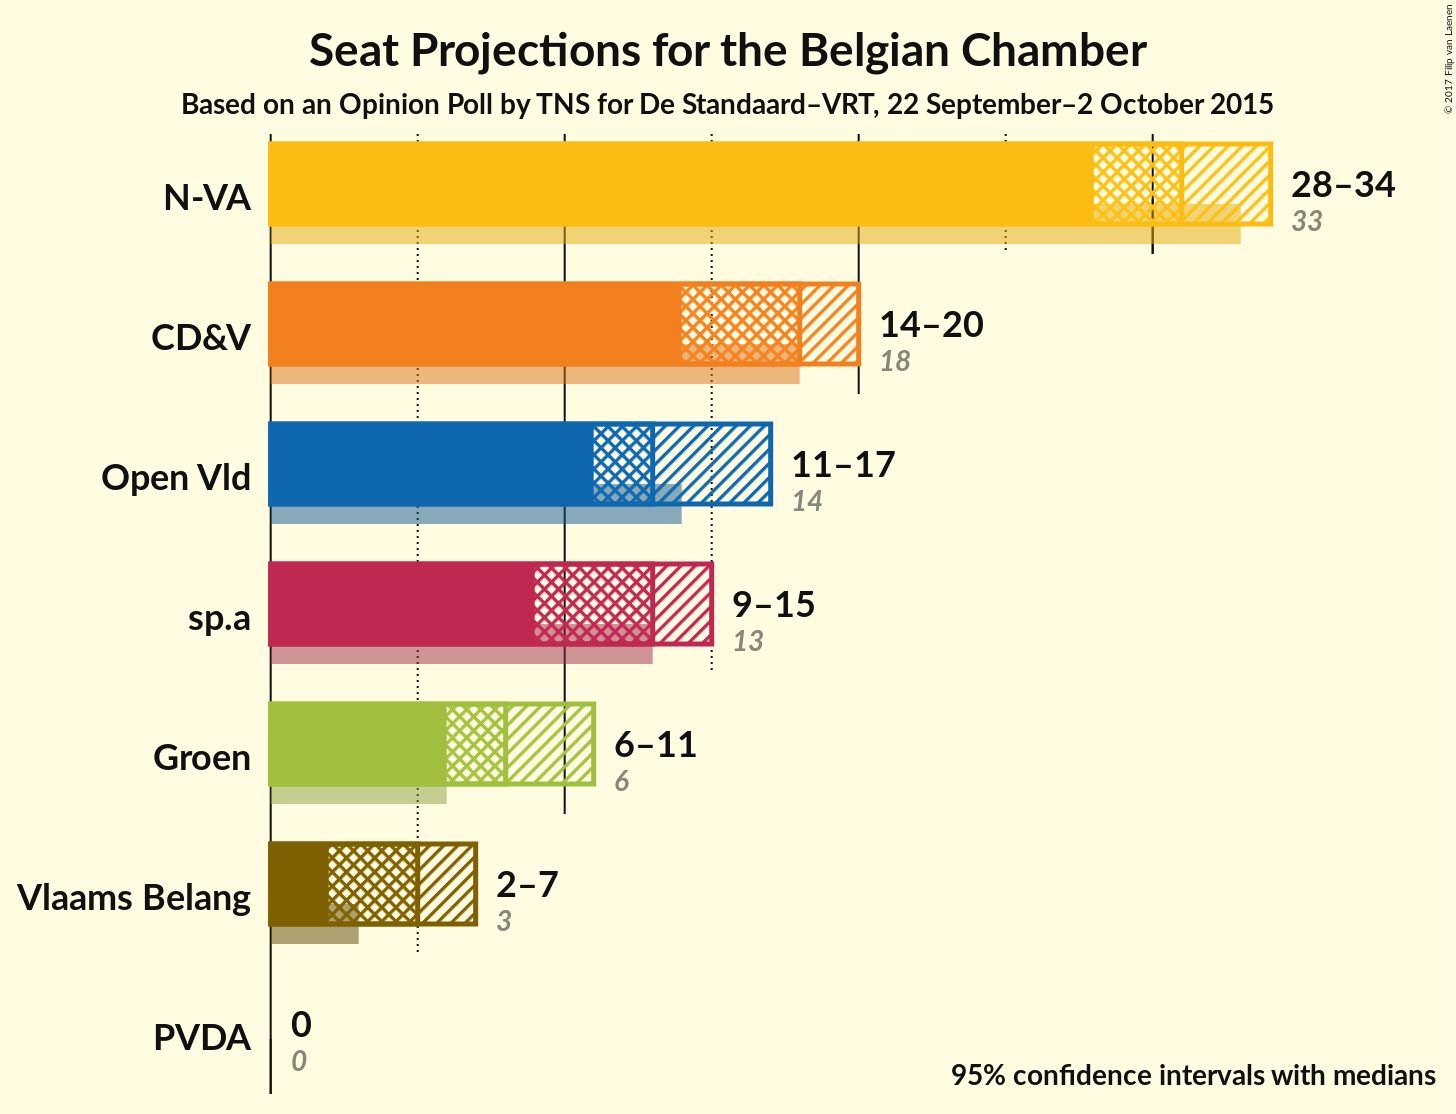 Seat Projections for the Belgian Chamber
Based on an Opinion Poll by TNS for De Standaard–VRT, 22 September–2 October 2015
© 2017 Filip van Laenen
N-VA
28–34
33
CD&V
14–20
18
Open Vld
11–17
14
sp.a
9–15
13
Groen
6–11
6
Vlaams Belang
2–7
3
PVDA
0
0
95% confidence intervals with medians